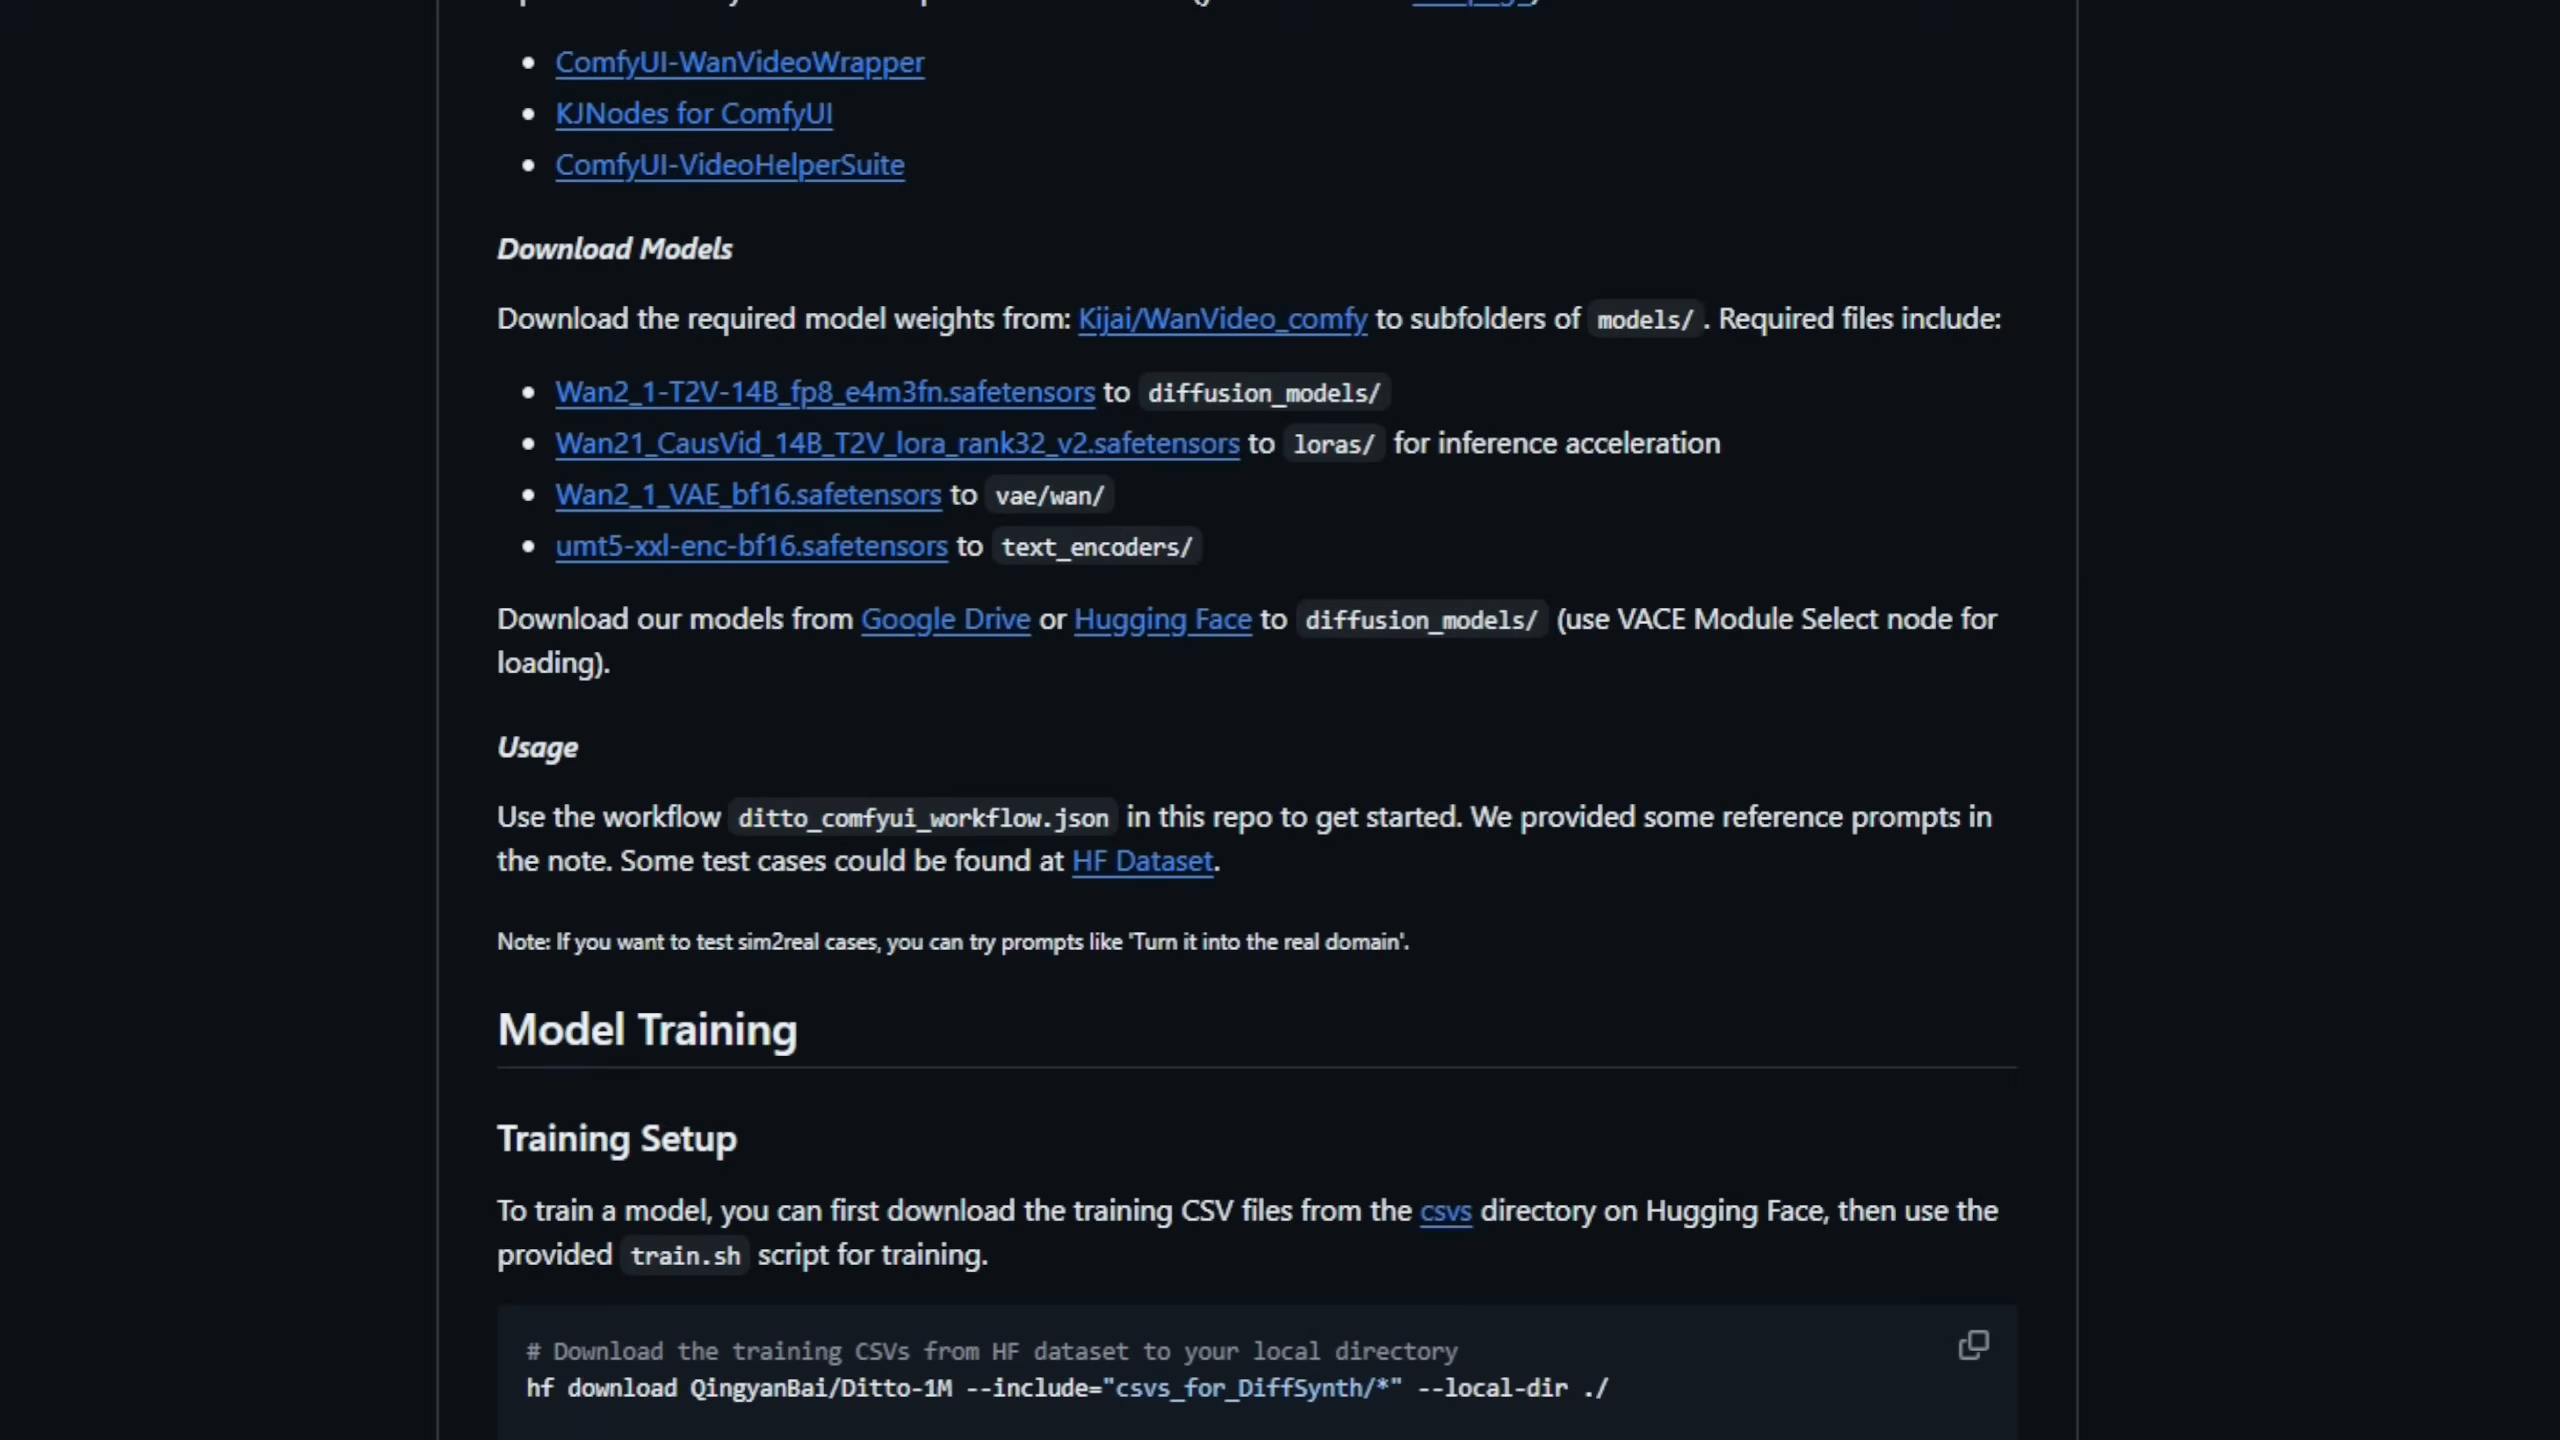 ComfyUI-WanVideoWrapper
KJNodes for ComfyUI
ComfyUI-VideoHelperSuite
Download Models
Download the required model weights from: Kijai/WanVideo_comfy to subfolders of models/ . Required files include:
Wan2_1-T2V-14B_fp8_e4m3fn.safetensors to diffusion_models/
Wan21_CausVid_14B_T2V_lora_rank32_v2.safetensors to loras/ for inference acceleration
Wan2_1_VAE_bf16.safetensors to vae/wan/
umt5-xxl-enc-bf16.safetensors to text_encoders/
Download our models from Google Drive or Hugging Face to diffusion_models/ (use VACE Module Select node for
loading).
Usage
Use the workflow ditto_comfyui_workflow.json in this repo to get started. We provided some reference prompts in
the note. Some test cases could be found at HF Dataset.
Note: If you want to test sim2real cases, you can try prompts like 'Turn it into the real domain'.
Model Training
Training Setup
To train a model, you can first download the training CSV files from the csvs directory on Hugging Face, then use the
provided train.sh script for training.
# Download the training CSVs from HF dataset to your local directory
hf download QingyanBai/Ditto-1M --include="csvs_for_DiffSynth/*" --local-dir ./